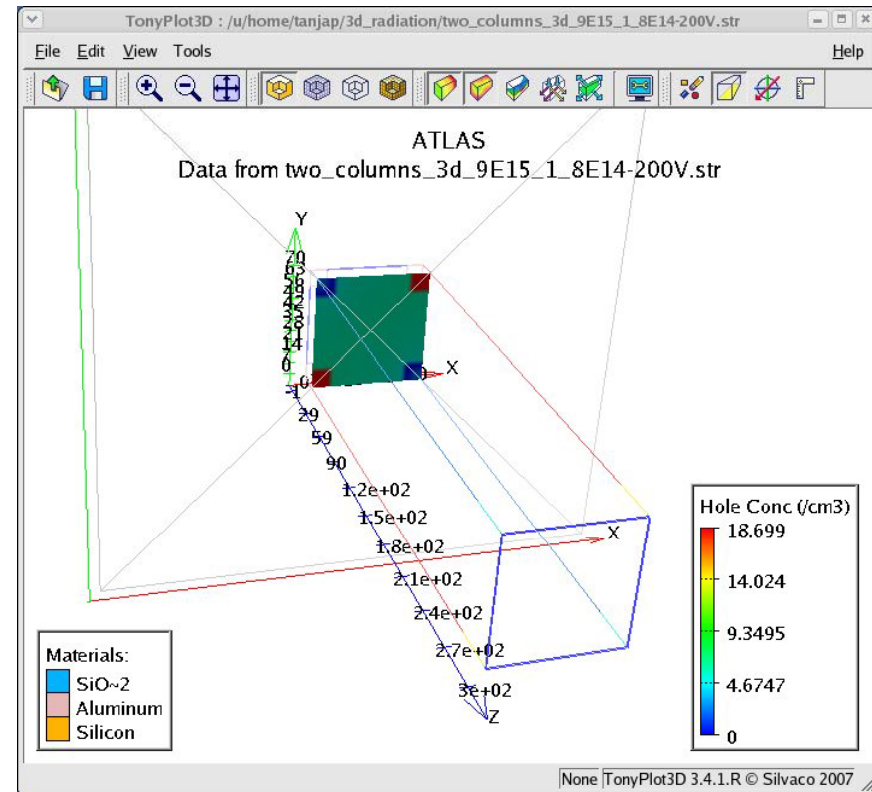 TonyPlot3D : /u/home/tanjap/3d_radiation/two_columns_3d_9E15_1_8E14-200V.str
File Edit View Tools Help
ATLAS
Data from two_columns_3d_9E15_1_8E14-200V.str
Y
70
63
56
49
42
35
28
21
14
7
0
X
0
-1
29
59
90
1.2e+02
1.5e+02
1.8e+02
2.1e+02
2.4e+02
2.7e+02
3e+02
Z
X
Hole Conc (/cm3)
18.699
14.024
9.3495
4.6747
0
Materials:
SiO~2
Aluminum
Silicon
None TonyPlot3D 3.4.1.R © Silvaco 2007